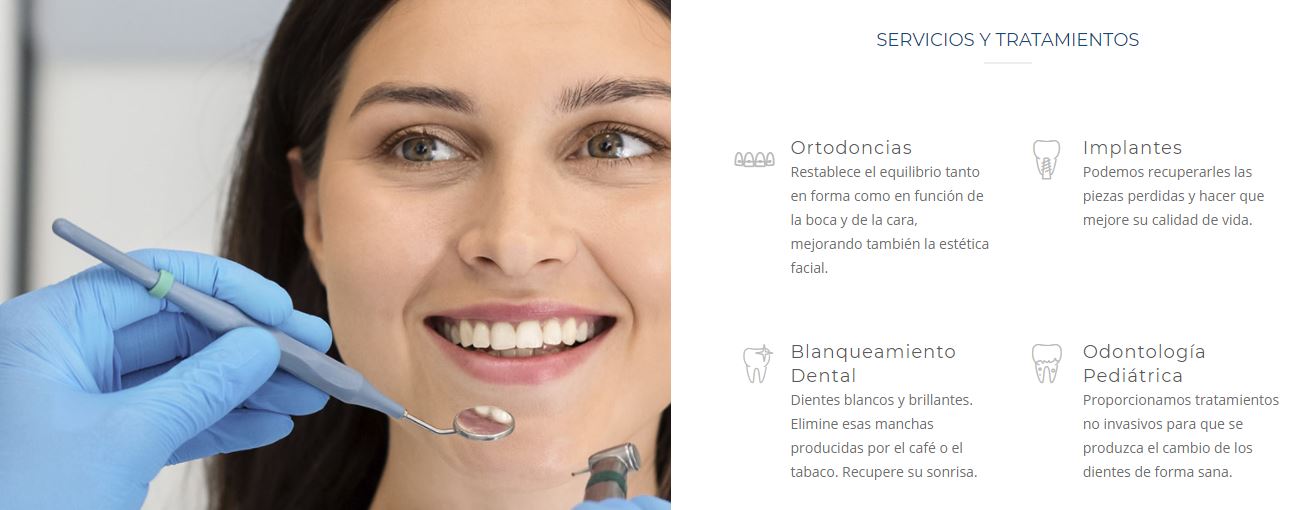 SERVICIOS Y TRATAMIENTOS
Ortodoncias
Restablece el equilibrio tanto
en forma como en función de
la boca y de la cara,
mejorando también la estética
facial.
Implantes
Podemos recuperarles las
piezas perdidas y hacer que
mejore su calidad de vida.
Blanqueamiento
Dental
Dientes blancos y brillantes.
Elimine esas manchas
producidas por el café o el
tabaco. Recupere su sonrisa.
Odontología
Pediátrica
Proporcionamos tratamientos
no invasivos para que se
produzca el cambio de los
dientes de forma sana.